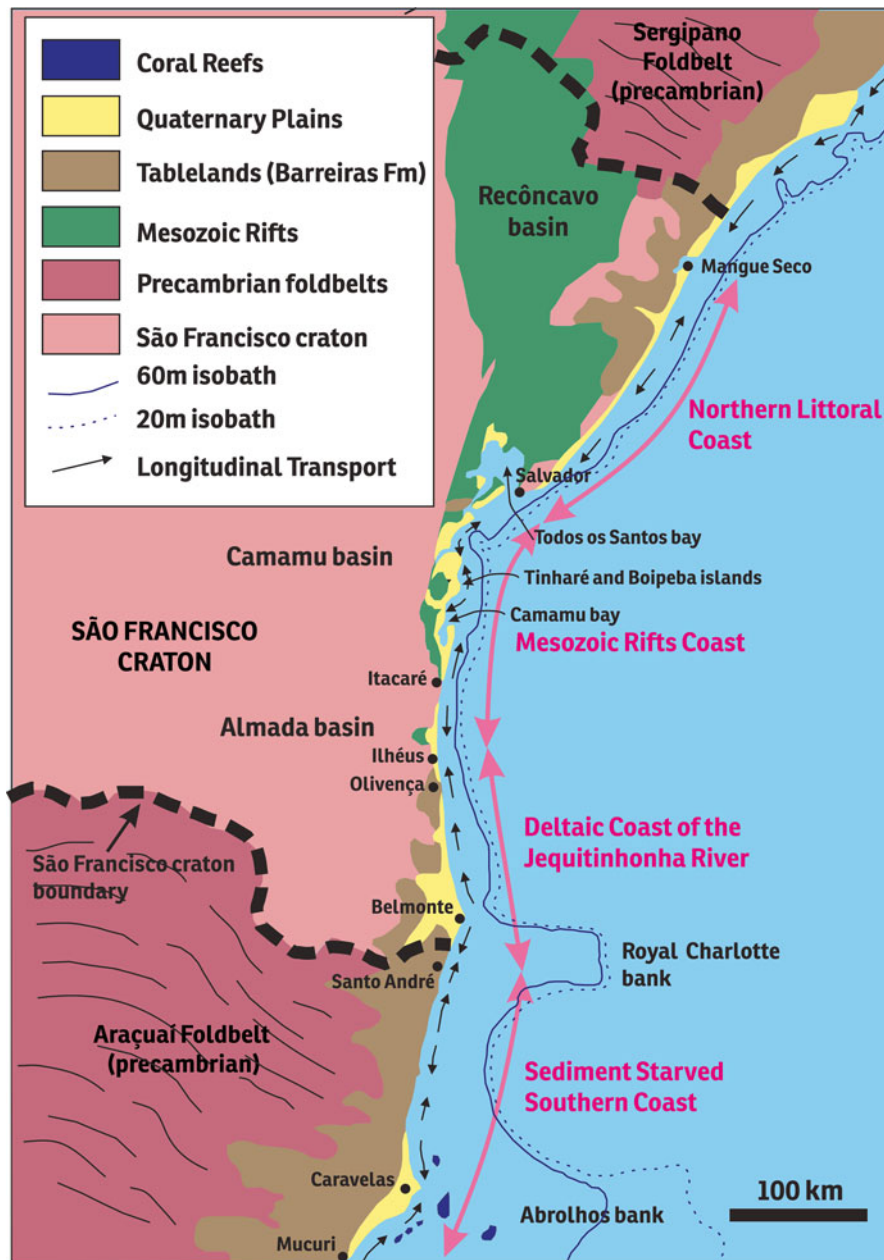 Coral Reefs
Quaternary Plains
Tablelands (Barreiras Fm)
Mesozoic Rifts
Precambrian foldbelts
São Francisco craton
60m isobath
20m isobath
Longitudinal Transport
Sergipano
Foldbelt
(precambrian)
Recôncavo
basin
Mangue Seco
Northern Littoral
Coast
Salvador
Todos os Santos bay
Camamu basin
Tinharé and Boipeba islands
Camamu bay
SÃO FRANCISCO
CRATON
Mesozoic Rifts Coast
Itacaré
Almada basin
Ilhéus
Olivença
Deltaic Coast of the
Jequitinhonha River
São Francisco craton
boundary
Belmonte
Royal Charlotte
bank
Santo André
Araçuaí Foldbelt
(precambrian)
Sediment Starved
Southern Coast
Caravelas
100 km
Abrolhos bank
Mucuri